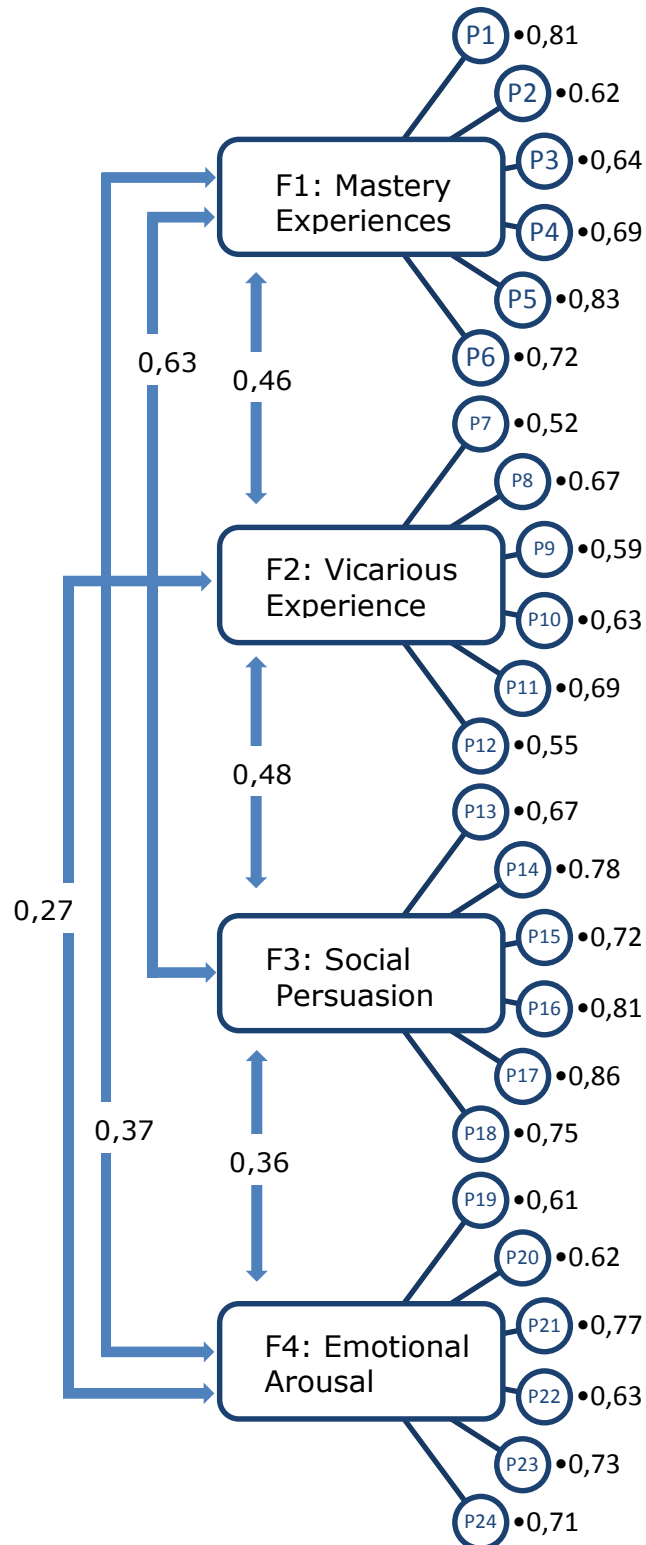 P1 •0,81
P2 •0.62
P3 •0,64
F1: Mastery
Experiences
P4 •0,69
P5 •0,83
P6 •0,72
0,63
0,46
P7 •0,52
P8 •0.67
P9 •0,59
F2: Vicarious
Experience
P10 •0,63
P11 •0,69
P12 •0,55
0,48
P13 •0,67
P14 •0.78
0,27
P15 •0,72
F3: Social
Persuasion
P16 •0,81
P17 •0,86
P18 •0,75
0,37
0,36
P19 •0,61
P20 •0.62
P21 •0,77
F4: Emotional
Arousal
P22 •0,63
P23 •0,73
P24 •0,71